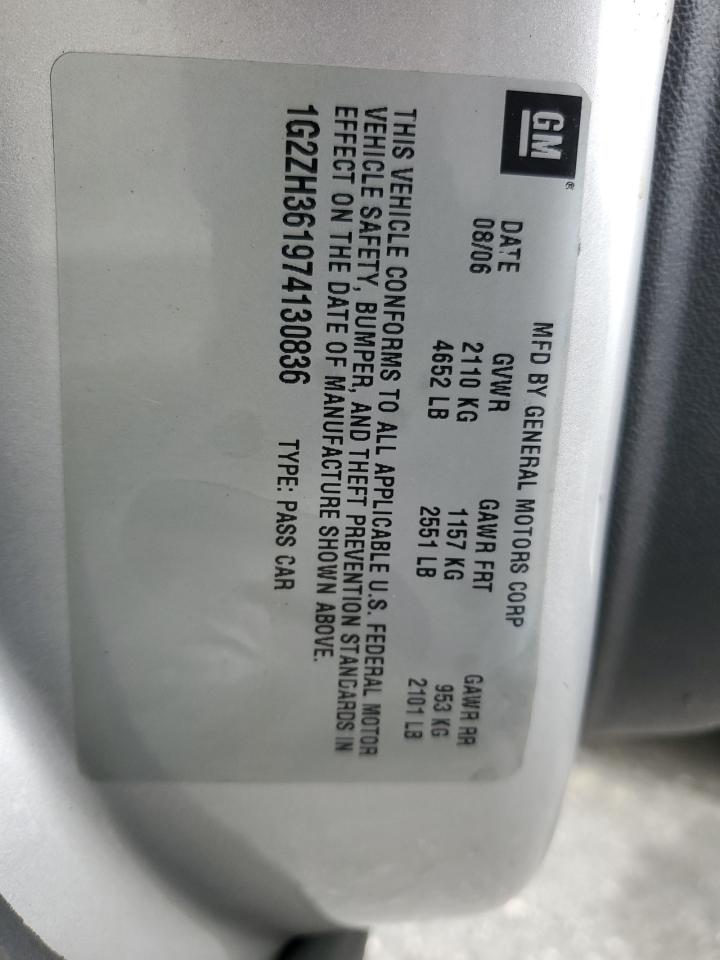 GM®
MFD BY GENERAL MOTORS CORP
DATE GVWR GAWR FRT GAWR RR
08/06 2110 KG 1157 KG 953 KG
4652 LB 2551 LB 2101 LB
THIS VEHICLE CONFORMS TO ALL APPLICABLE U.S. FEDERAL MOTOR
VEHICLE SAFETY, BUMPER, AND THEFT PREVENTION STANDARDS IN
EFFECT ON THE DATE OF MANUFACTURE SHOWN ABOVE.
1G2ZH361974130836 TYPE: PASS CAR